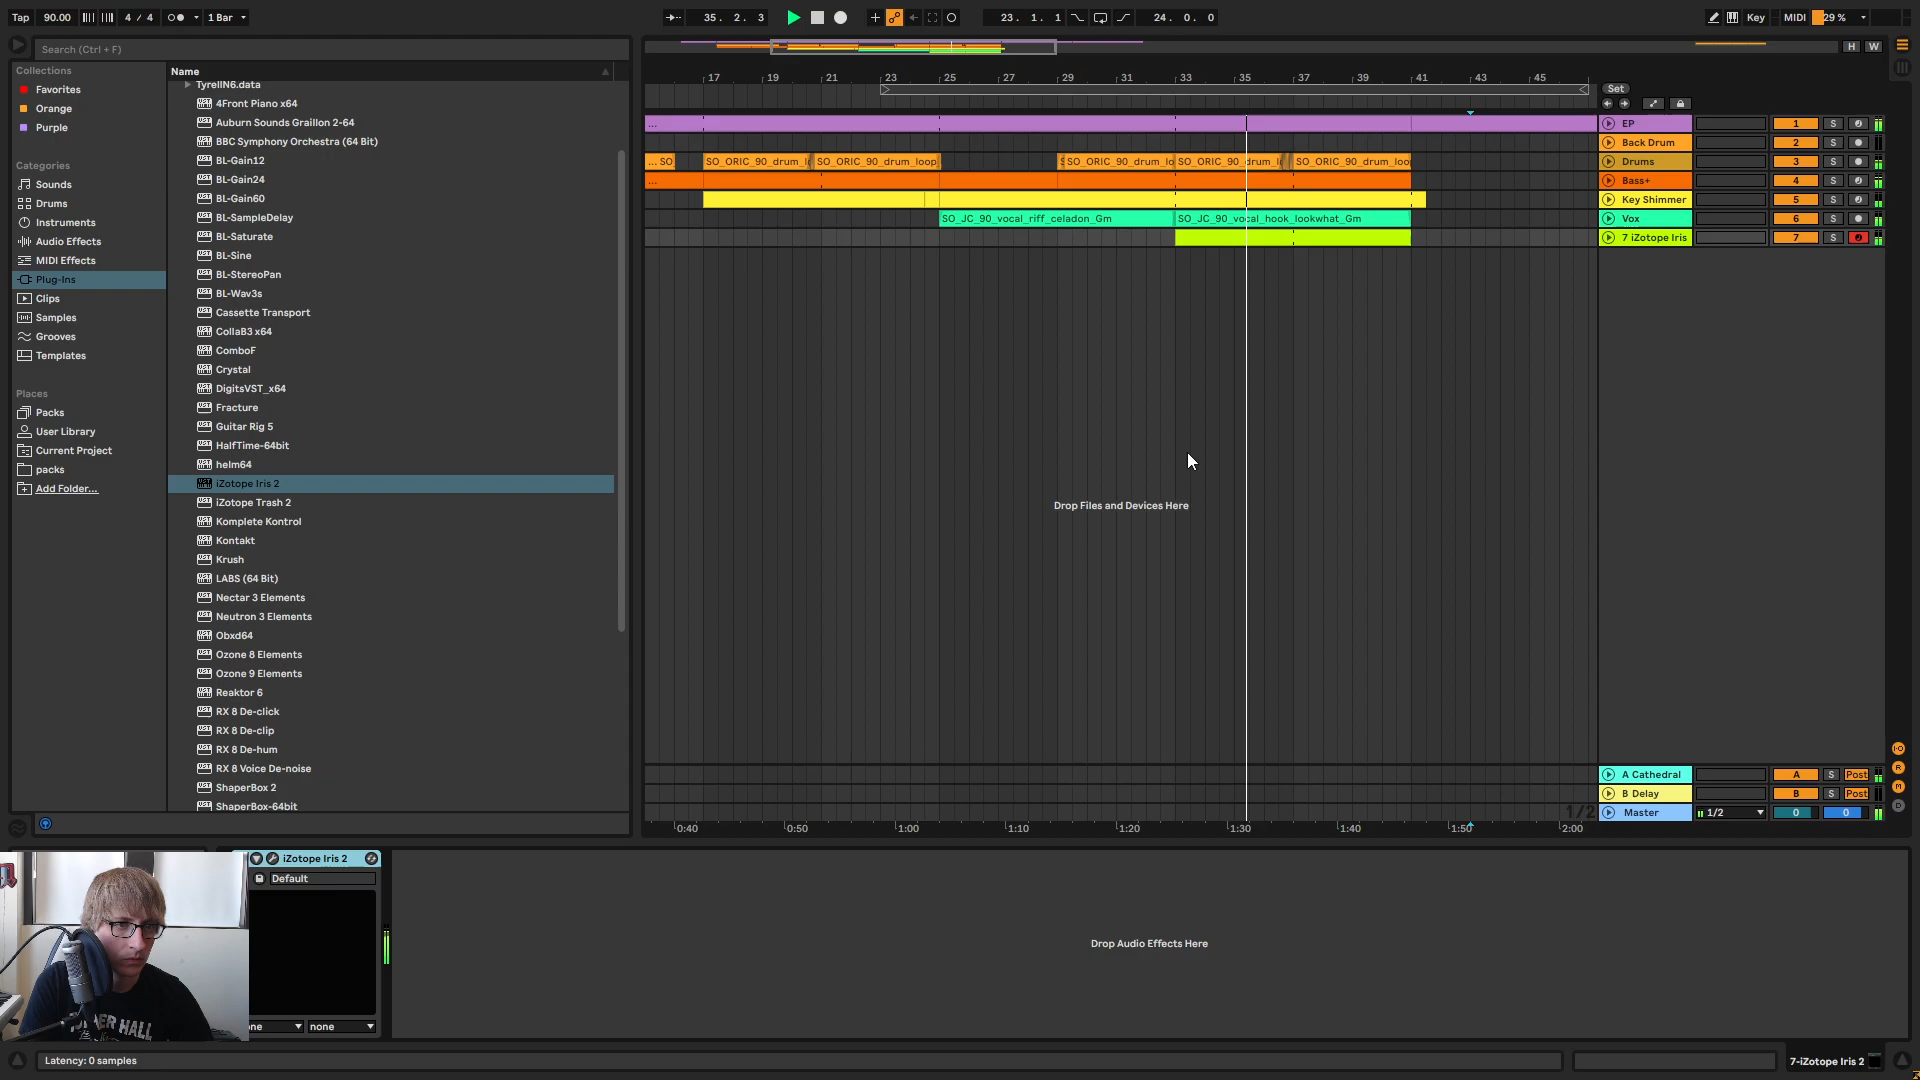 Tap 90.00 4 / 4 1 Bar 35. 2. 3 23. 1. 1 24. 0. 0 Key MIDI 29 %
Search (Ctrl + F)
H W
Collections
Favorites
Orange
Purple
Categories
Sounds
Drums
Instruments
Audio Effects
MIDI Effects
Plug-Ins
Clips
Samples
Grooves
Templates
Places
Packs
User Library
Current Project
packs
Add Folder...
Name
TyrellN6.data
4Front Piano x64
Auburn Sounds Graillon 2-64
BBC Symphony Orchestra (64 Bit)
BL-Gain12
BL-Gain24
BL-Gain60
BL-SampleDelay
BL-Saturate
BL-Sine
BL-StereoPan
BL-Wav3s
Cassette Transport
CollaB3 x64
ComboF
Crystal
DigitsVST_x64
Fracture
Guitar Rig 5
HalfTime-64bit
helm64
iZotope Iris 2
iZotope Trash 2
Komplete Kontrol
Kontakt
Krush
LABS (64 Bit)
Nectar 3 Elements
Neutron 3 Elements
Obxd64
Ozone 8 Elements
Ozone 9 Elements
Reaktor 6
RX 8 De-click
RX 8 De-clip
RX 8 De-hum
RX 8 Voice De-noise
ShaperBox 2
ShaperBox-64bit
17 19 21 23 25 27 29 31 33 35 37 39 41 43 45
Set
... EP 1 S
Back Drum 2 S
... SO SO_ORIC_90_drum_l SO_ORIC_90_drum_loop SO_ORIC_90_drum_lo SO_ORIC_90_drum_l SO_ORIC_90_drum_loo Drums 3 S
... Bass+ 4 S
Key Shimmer 5 S
SO_JC_90_vocal_riff_celadon_Gm SO_JC_90_vocal_hook_lookwhat_Gm Vox 6 S
7 iZotope Iris 7 S
Drop Files and Devices Here
A Cathedral A S Post
B Delay B S Post
1/2 Master 1/2 0 0
0:40 0:50 1:00 1:10 1:20 1:30 1:40 1:50 2:00
iZotope Iris 2
Default
none
Drop Audio Effects Here
Latency: 0 samples
7-iZotope Iris 2